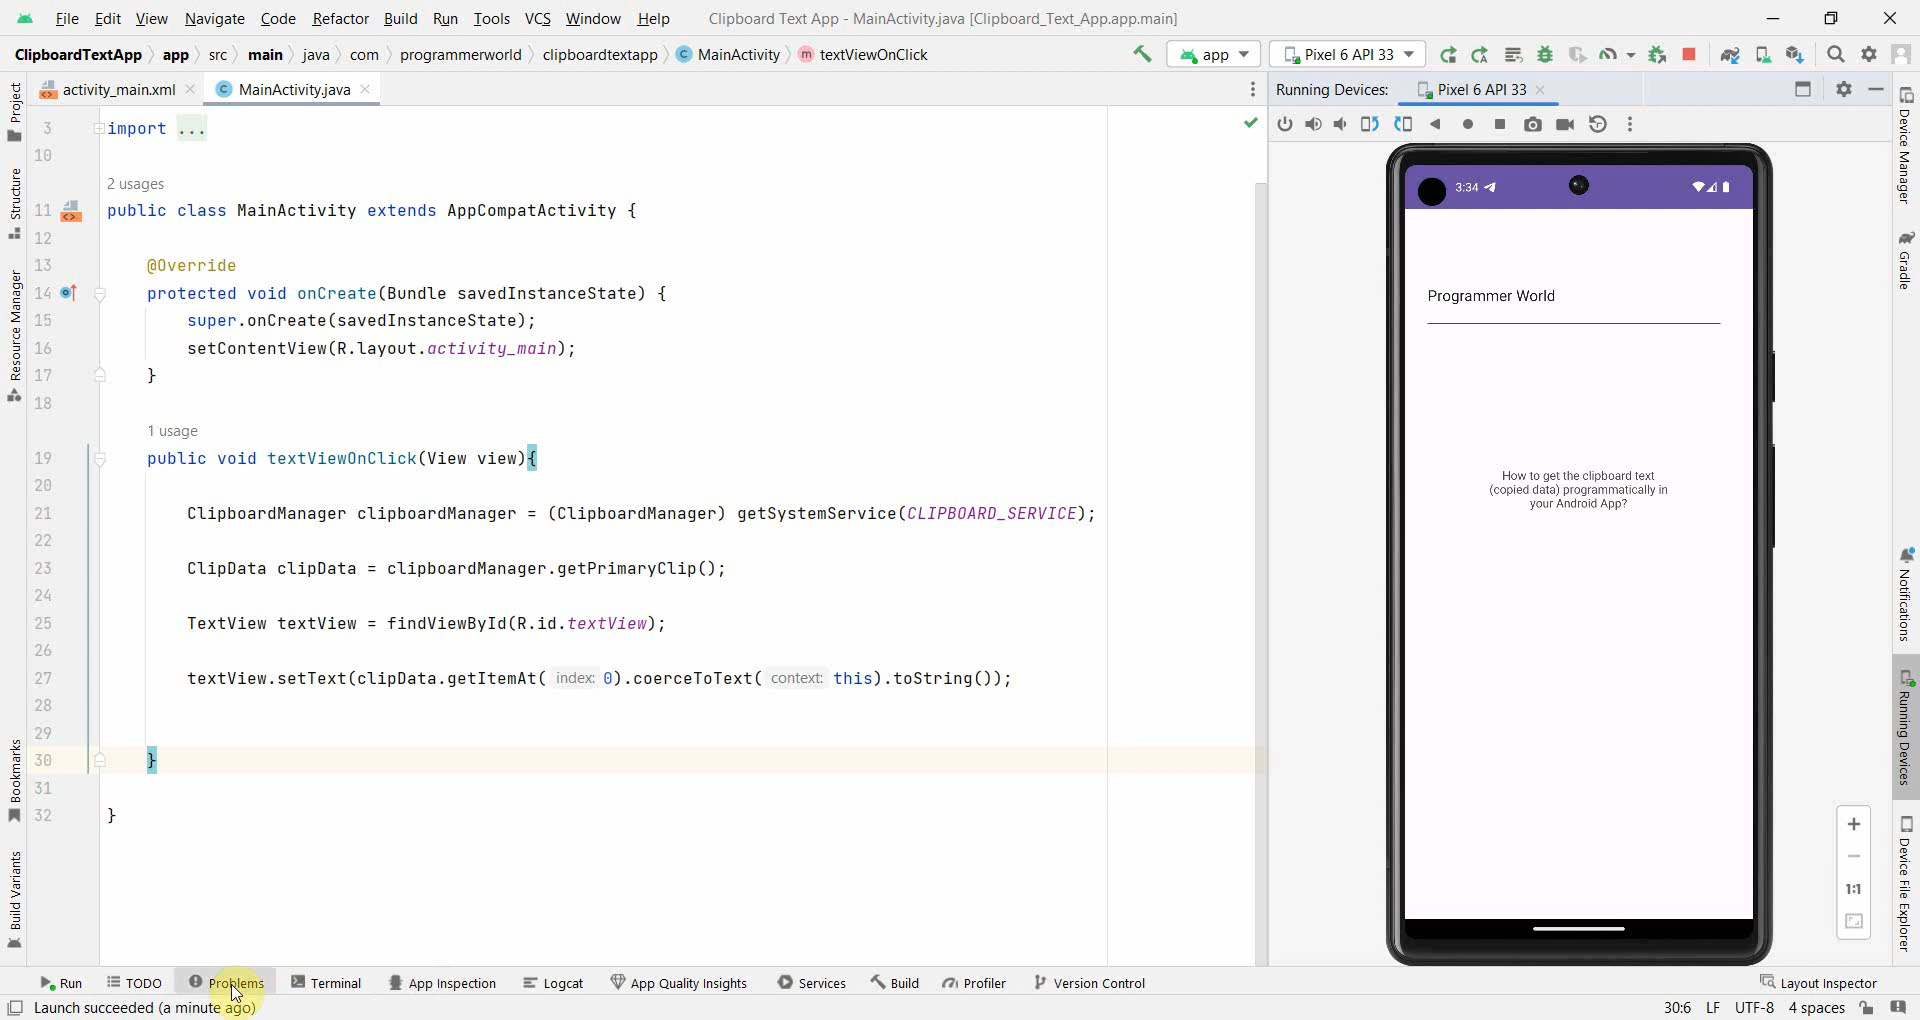 File Edit View Navigate Code Refactor Build Run Tools VCS Window Help Clipboard Text App - MainActivity.java [Clipboard_Text_App.app.main]
ClipboardTextApp app src main java com programmerworld clipboardtextapp C MainActivity m textViewOnClick app Pixel 6 API 33
activity_main.xml C MainActivity.java Running Devices: Pixel 6 API 33
Project
Structure
Resource Manager
Bookmarks
Build Variants
3 import ...
10
2 usages
11 public class MainActivity extends AppCompatActivity {
12
13 @Override
14 protected void onCreate(Bundle savedInstanceState) {
15 super.onCreate(savedInstanceState);
16 setContentView(R.layout.activity_main);
17 }
18
1 usage
19 public void textViewOnClick(View view){
20
21 ClipboardManager clipboardManager = (ClipboardManager) getSystemService(CLIPBOARD_SERVICE);
22
23 ClipData clipData = clipboardManager.getPrimaryClip();
24
25 TextView textView = findViewById(R.id.textView);
26
27 textView.setText(clipData.getItemAt( index: 0).coerceToText( context: this).toString());
28
29
30 }
31
32 }
3:34
Programmer World
How to get the clipboard text
(copied data) programmatically in
your Android App?
1:1
Device Manager
Gradle
Notifications
Running Devices
Device File Explorer
Run TODO Problems Terminal App Inspection Logcat App Quality Insights Services Build Profiler Version Control Layout Inspector
Launch succeeded (a minute ago) 30:6 LF UTF-8 4 spaces